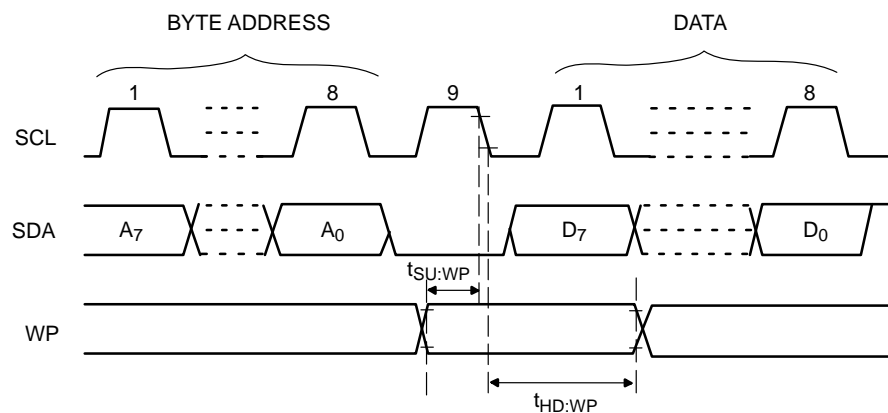 BYTE ADDRESS DATA
1 8 9 1 8
SCL
SDA A7 A0 D7 D0
tSU:WP
WP
tHD:WP